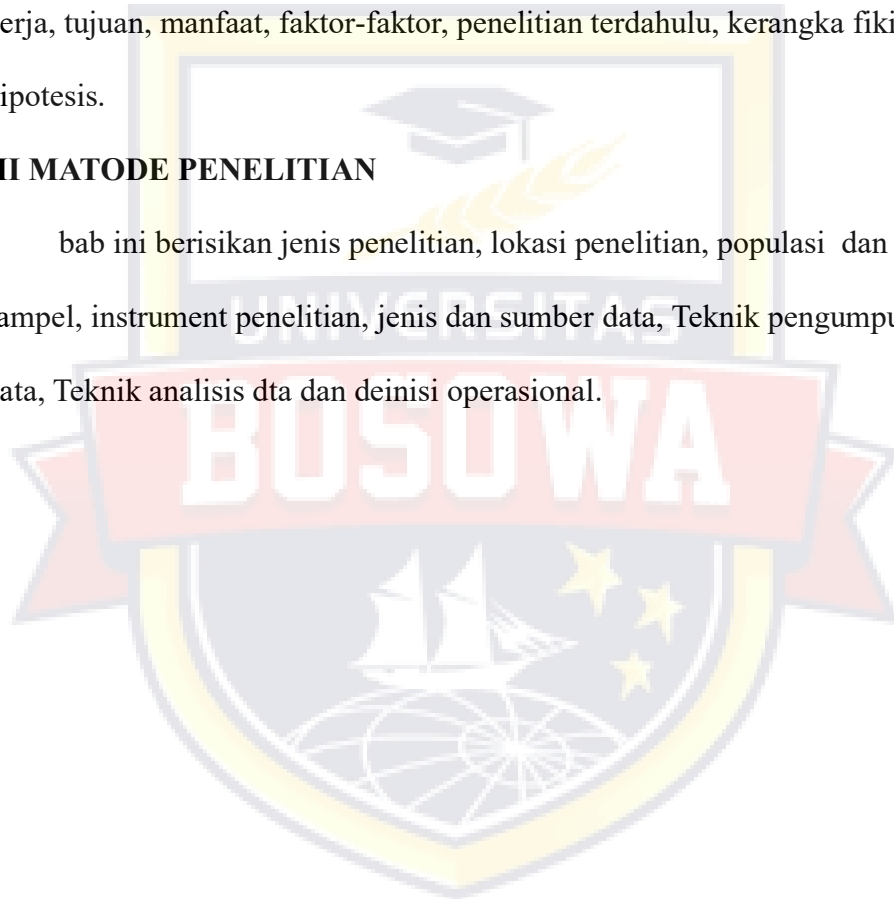 erja, tujuan, manfaat, faktor-faktor, penelitian terdahulu, kerangka fiki
ipotesis.
II MATODE PENELITIAN
bab ini berisikan jenis penelitian, lokasi penelitian, populasi dan
ampel, instrument penelitian, jenis dan sumber data, Teknik pengumpu
ata, Teknik analisis dta dan deinisi operasional.
UNIVERSITAS
BOSOWA